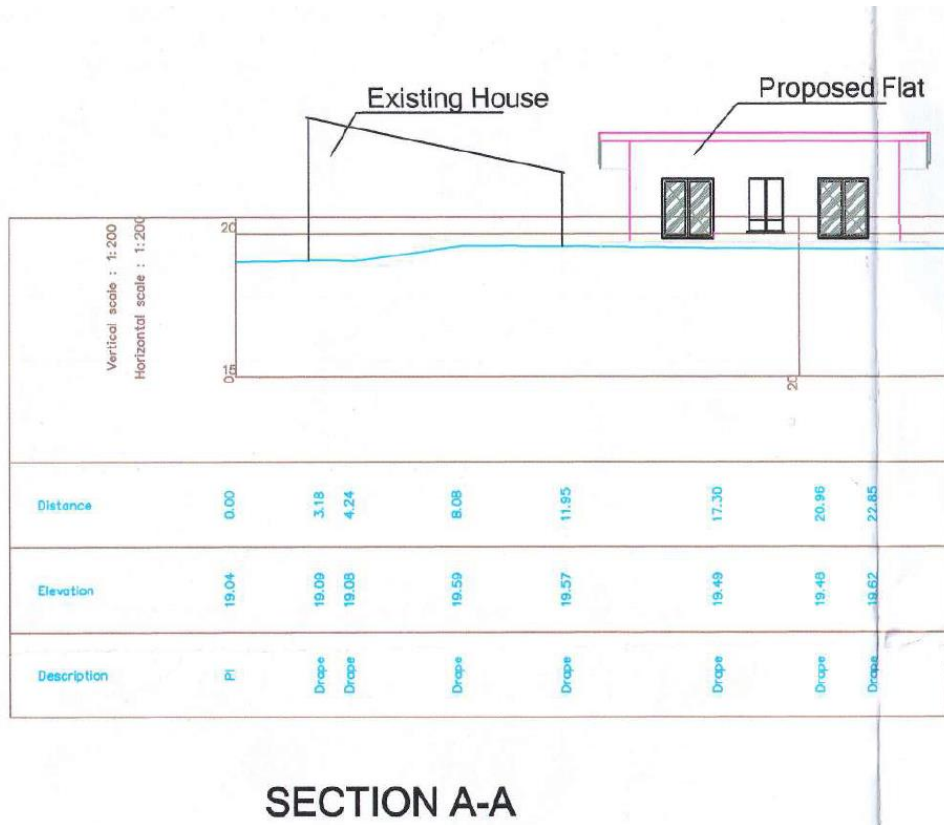 Existing House
Proposed Flat
Vertical scale : 1:200
Horizontal scale : 1:200
20
15
0
20
Distance 0.00 3.18 4.24 8.08 11.95 17.30 20.96 22.85
Elevation 19.04 19.09 19.08 19.59 19.57 19.49 19.48 19.62
Description PI Drape Drape Drape Drape Drape Drape Drape
SECTION A-A